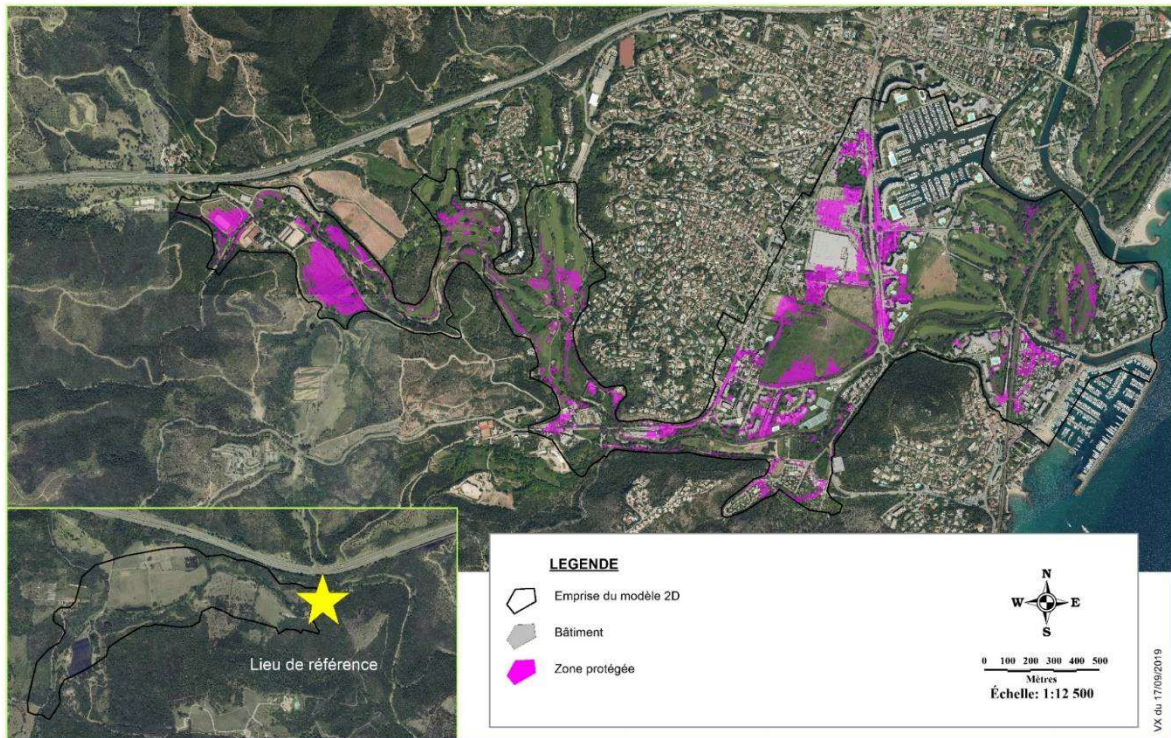 Lieu de référence
LEGENDE
Emprise du modèle 2D
Bâtiment
Zone protégée
N
W E
S
0 100 200 300 400 500
Mètres
Échelle: 1:12 500
VX du 17/09/2019